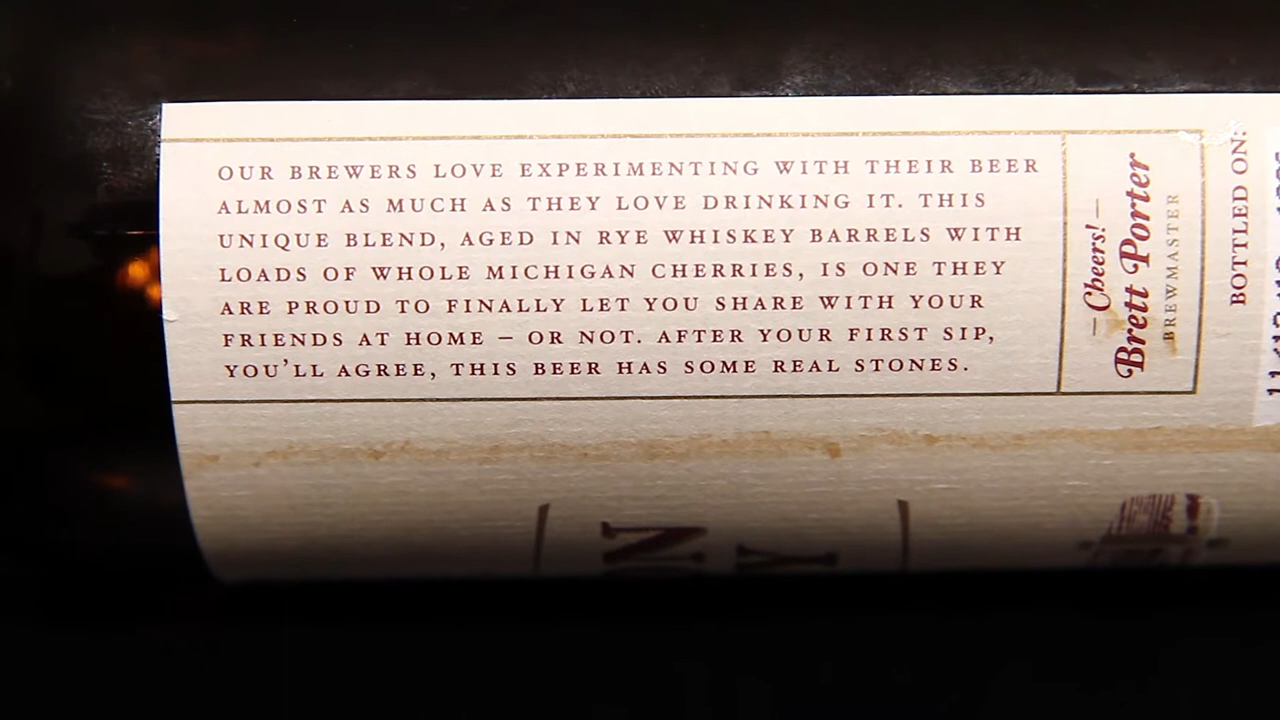 OUR BREWERS LOVE EXPERIMENTING WITH THEIR BEER
ALMOST AS MUCH AS THEY LOVE DRINKING IT. THIS
UNIQUE BLEND, AGED IN RYE WHISKEY BARRELS WITH
LOADS OF WHOLE MICHIGAN CHERRIES, IS ONE THEY
ARE PROUD TO FINALLY LET YOU SHARE WITH YOUR
FRIENDS AT HOME – OR NOT. AFTER YOUR FIRST SIP,
YOU'LL AGREE, THIS BEER HAS SOME REAL STONES.
—Cheers!—
Brett Porter
BREWMASTER
BOTTLED ON: